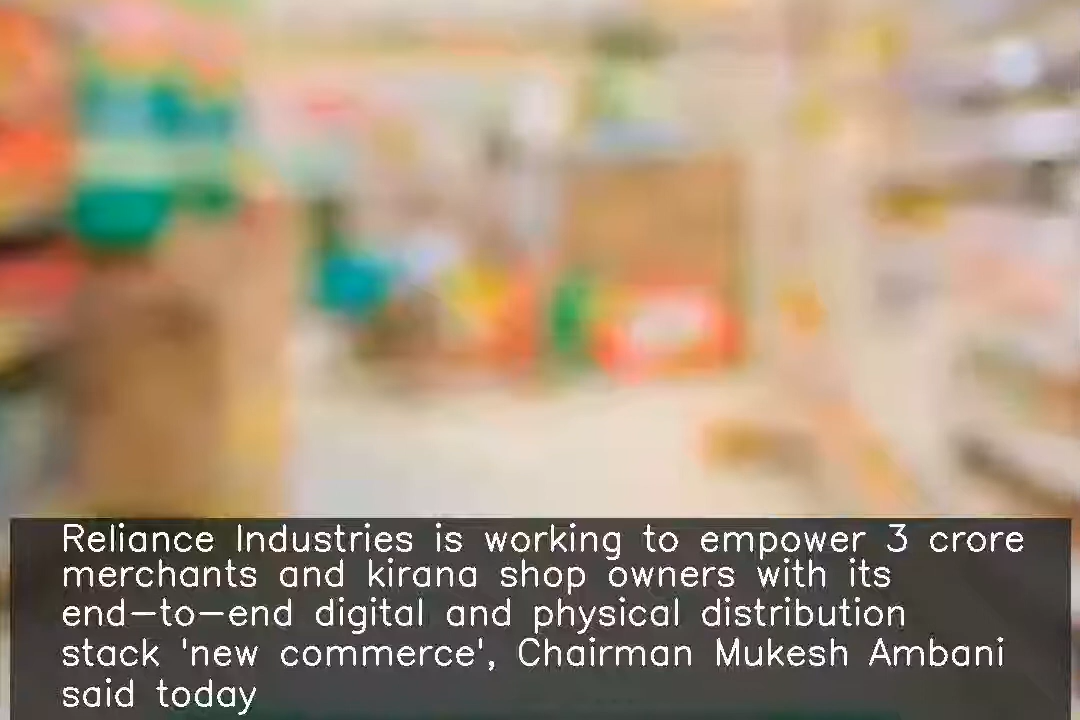 Reliance Industries is working to empower 3 crore
merchants and kirana shop owners with its
end-to-end digital and physical distribution
stack 'new commerce', Chairman Mukesh Ambani
said today